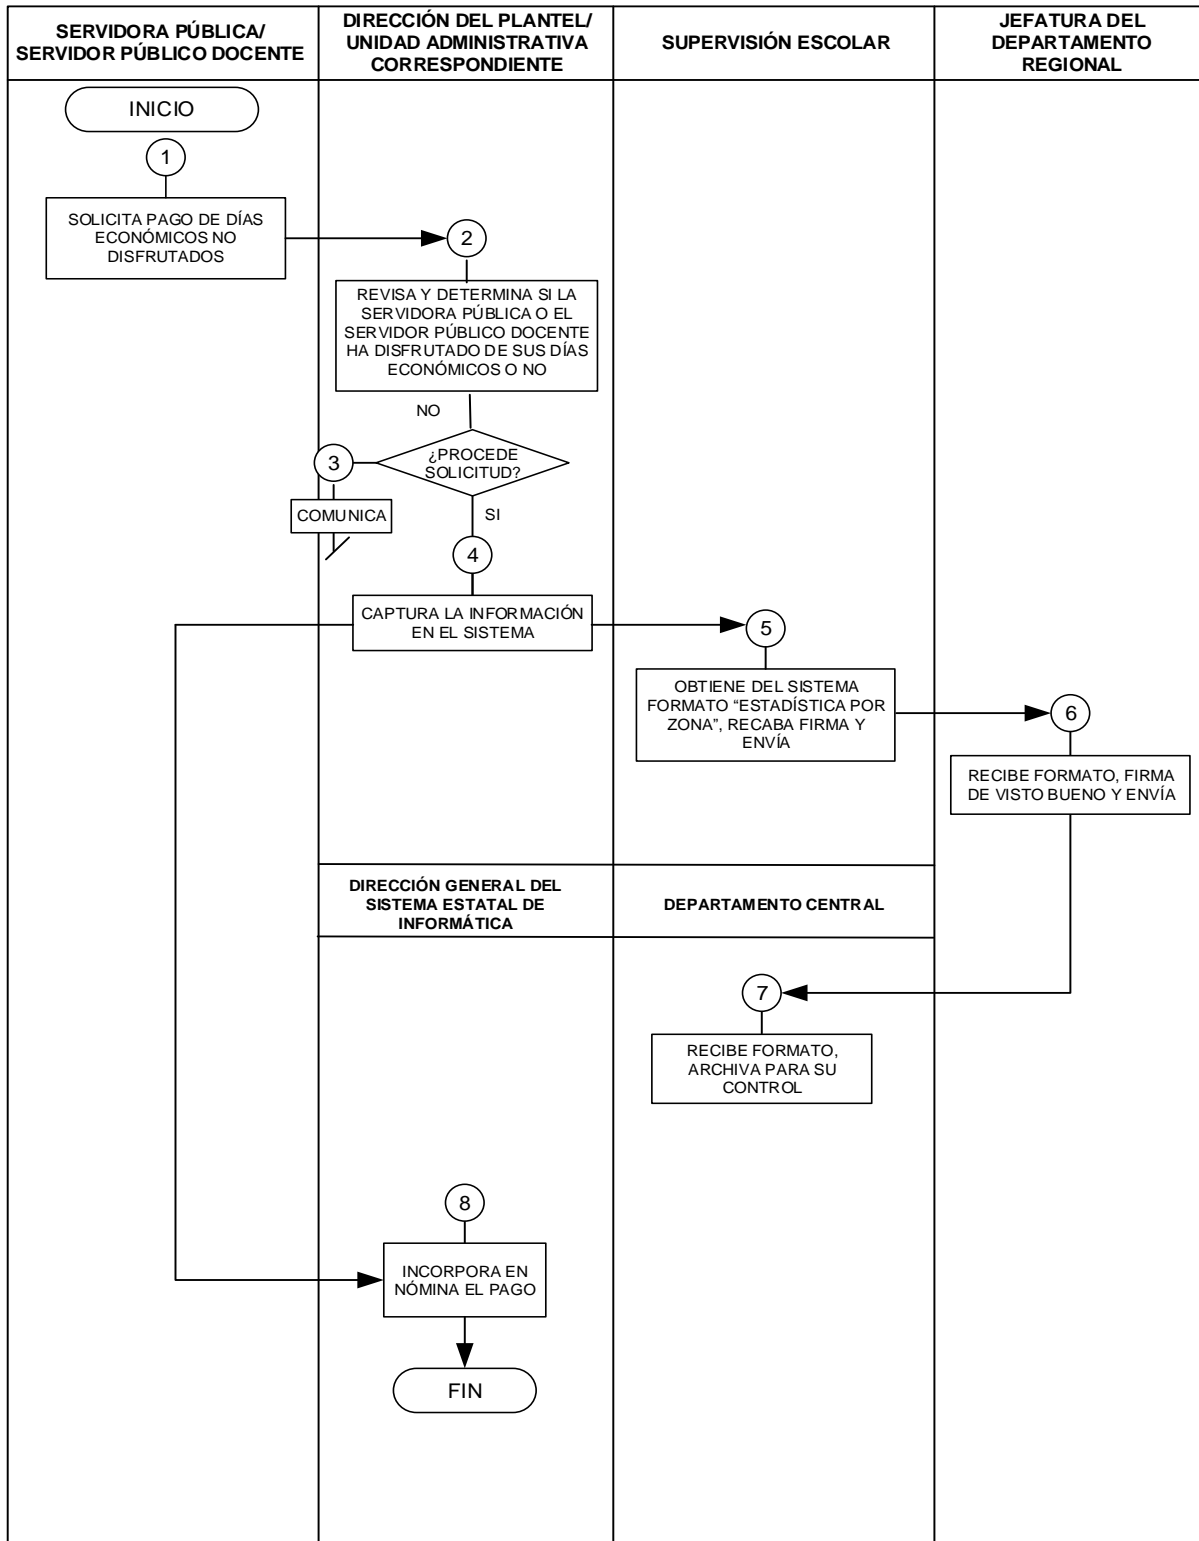 SERVIDORA PÚBLICA/
SERVIDOR PÚBLICO DOCENTE
DIRECCIÓN DEL PLANTEL/
UNIDAD ADMINISTRATIVA
CORRESPONDIENTE
SUPERVISIÓN ESCOLAR
JEFATURA DEL
DEPARTAMENTO
REGIONAL
INICIO
1
SOLICITA PAGO DE DÍAS
ECONÓMICOS NO
DISFRUTADOS
2
REVISA Y DETERMINA SI LA
SERVIDORA PÚBLICA O EL
SERVIDOR PÚBLICO DOCENTE
HA DISFRUTADO DE SUS DÍAS
ECONÓMICOS O NO
NO
¿PROCEDE
SOLICITUD?
3
COMUNICA
SI
4
CAPTURA LA INFORMACIÓN
EN EL SISTEMA
5
OBTIENE DEL SISTEMA
FORMATO “ESTADÍSTICA POR
ZONA”, RECABA FIRMA Y
ENVÍA
6
RECIBE FORMATO, FIRMA
DE VISTO BUENO Y ENVÍA
DIRECCIÓN GENERAL DEL
SISTEMA ESTATAL DE
INFORMÁTICA
DEPARTAMENTO CENTRAL
7
RECIBE FORMATO,
ARCHIVA PARA SU
CONTROL
8
INCORPORA EN
NÓMINA EL PAGO
FIN